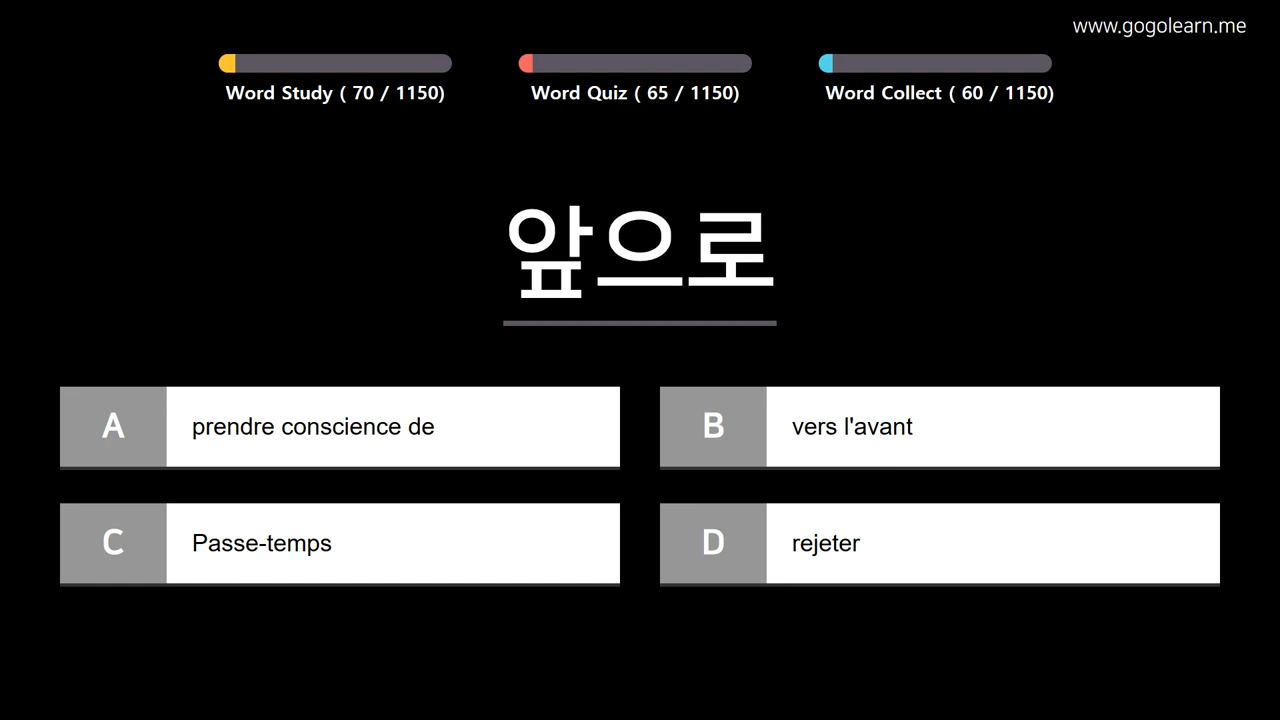 www.gogolearn.me
Word Study ( 70 / 1150)
Word Quiz ( 65 / 1150)
Word Collect ( 60 / 1150)
앞으로
A prendre conscience de
B vers l'avant
C Passe-temps
D rejeter